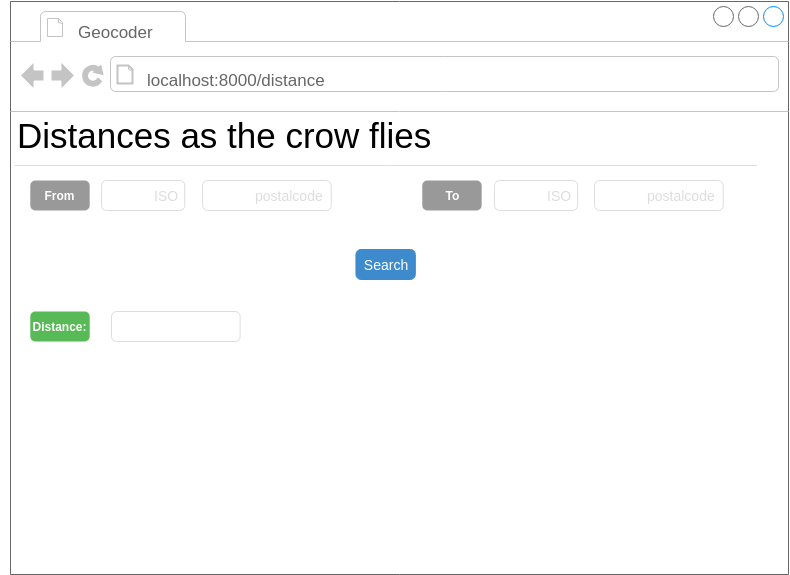 Geocoder
localhost:8000/distance
Distances as the crow flies
From ISO postalcode To ISO postalcode
Search
Distance: